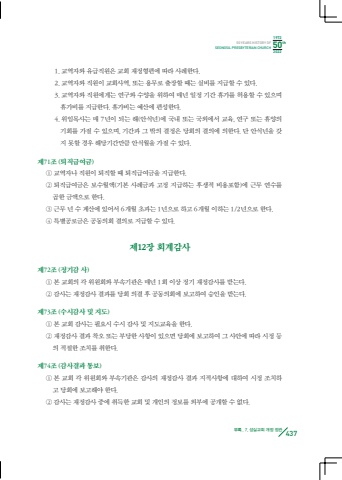 1972
50 YEARS HISTORY OF
SEONGSIL PRESBYTERIAN CHURCH 50th
2022
1. 교역자와 유급직원은 교회 재정형편에 따라 사례한다.
2. 교역자와 직원이 교회사역, 또는 용무로 출장할 때는 실비를 지급할 수 있다.
3. 교역자와 직원에게는 연구와 수양을 위하여 매년 일정 기간 휴가를 허용할 수 있으며
휴가비를 지급한다. 휴가비는 예산에 편성한다.
4. 위임목사는 매 7년이 되는 해(안식년)에 국내 또는 국외에서 교육, 연구 또는 휴양의
기회를 가질 수 있으며, 기간과 그 밖의 결정은 당회의 결의에 의한다. 단 안식년을 갖
지 못할 경우 해당기간만큼 안식월을 가질 수 있다.
제71조 (퇴직급여금)
① 교역자나 직원이 퇴직할 때 퇴직급여금을 지급한다.
② 퇴직급여금은 보수월액(기본 사례금과 고정 지급하는 후생적 비용포함)에 근무 연수를
곱한 금액으로 한다.
③ 근무 년 수 계산에 있어서 6개월 초과는 1년으로 하고 6개월 이하는 1/2년으로 한다.
④ 특별공로금은 공동의회 결의로 지급할 수 있다.
제12장 회계감사
제72조 (정기감 사)
① 본 교회의 각 위원회와 부속기관은 매년 1회 이상 정기 재정감사를 받는다.
② 감사는 재정감사 결과를 당회 의결 후 공동의회에 보고하여 승인을 받는다.
제73조 (수시감사 및 지도)
① 본 교회 감사는 필요시 수시 감사 및 지도교육을 한다.
② 재정감사 결과 착오 또는 부당한 사항이 있으면 당회에 보고하여 그 사안에 따라 시정 등
의 적절한 조치를 취한다.
제74조 (감사결과 통보)
① 본 교회 각 위원회와 부속기관은 감사의 재정감사 결과 지적사항에 대하여 시정 조치하
고 당회에 보고해야 한다.
② 감사는 재정감사 중에 취득한 교회 및 개인의 정보를 외부에 공개할 수 없다.
부록_ 7. 성실교회 재정 법전 437